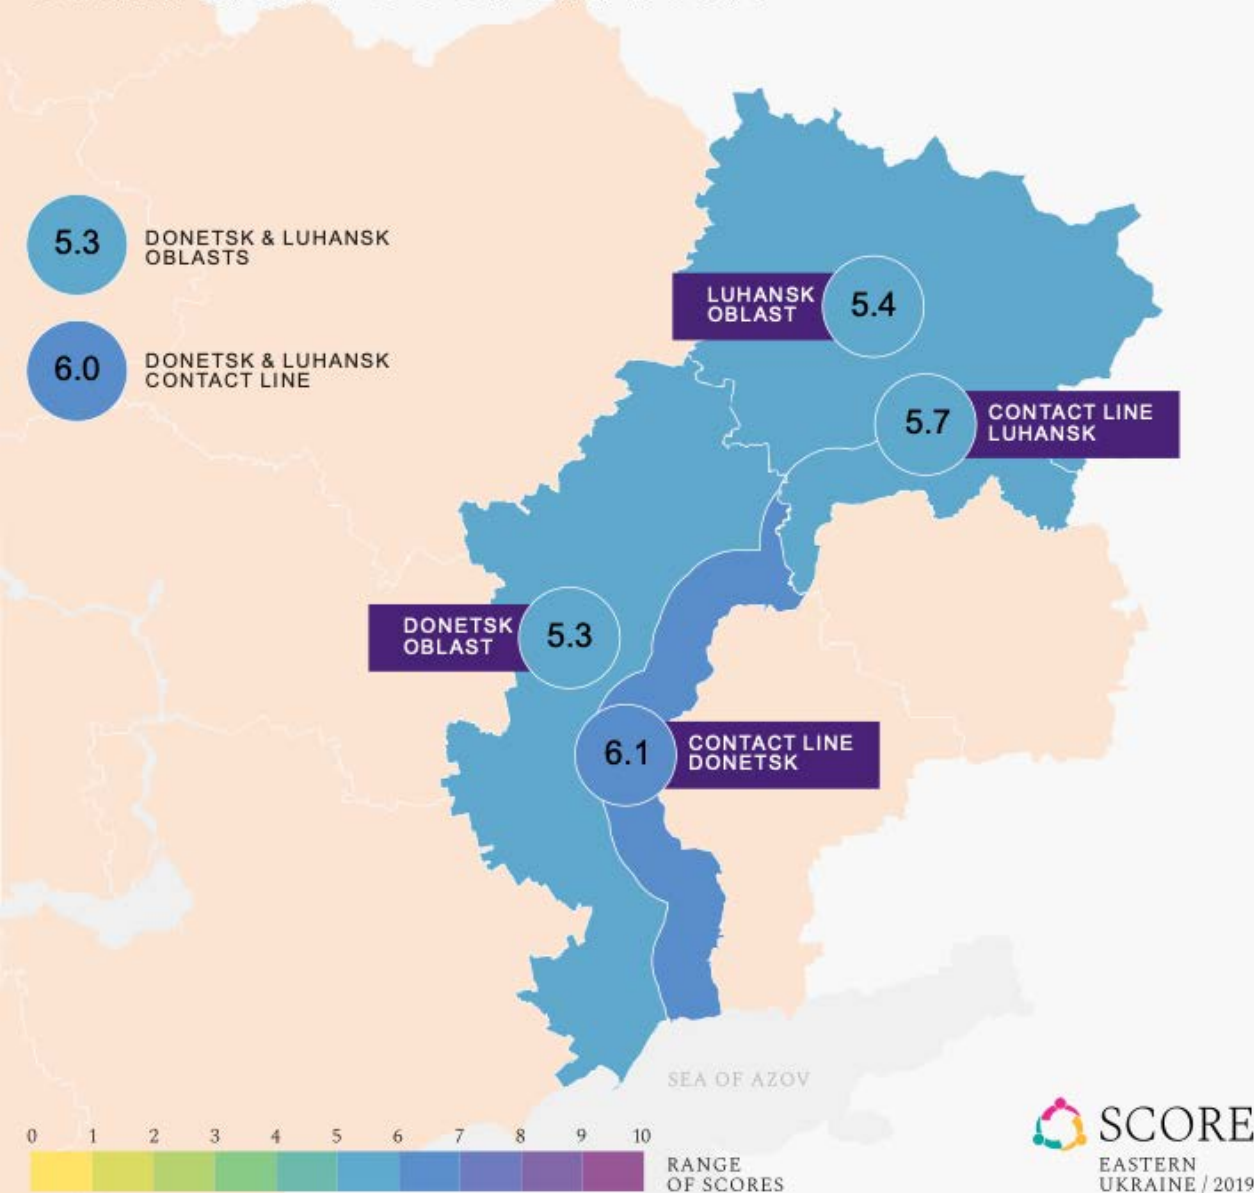 5.3
DONETSK & LUHANSK
OBLASTS
6.0
DONETSK & LUHANSK
CONTACT LINE
LUHANSK
OBLAST
5.4
5.7
CONTACT LINE
LUHANSK
DONETSK
OBLAST
5.3
6.1
CONTACT LINE
DONETSK
SEA OF AZOV
0 1 2 3 4 5 6 7 8 9 10
RANGE
OF SCORES
SCORE
EASTERN
UKRAINE / 2019